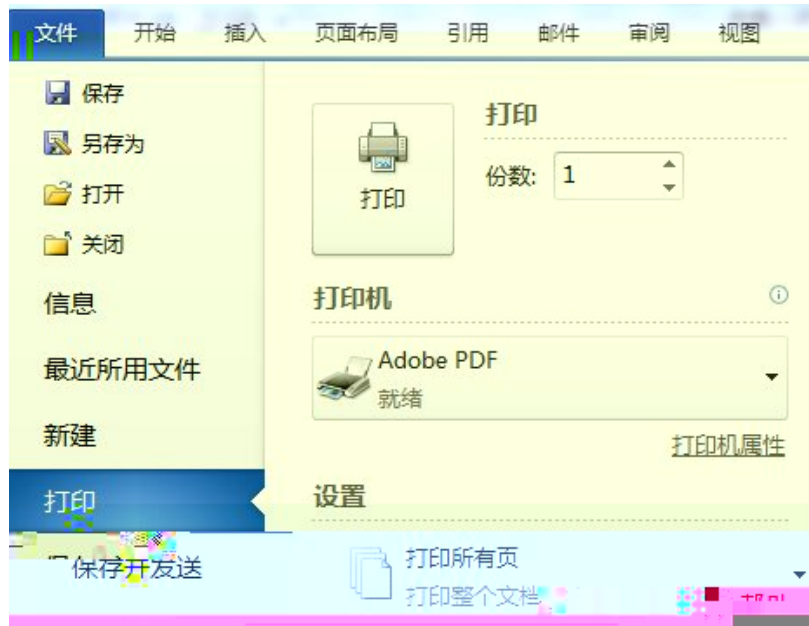 文件 开始 插入 页面布局 引用 邮件 审阅 视图
保存
另存为
打开
关闭
信息
最近所用文件
新建
打印
保存并发送
打印
打印
份数: 1
打印机
Adobe PDF
就绪
打印机属性
设置
打印所有页
打印整个文档